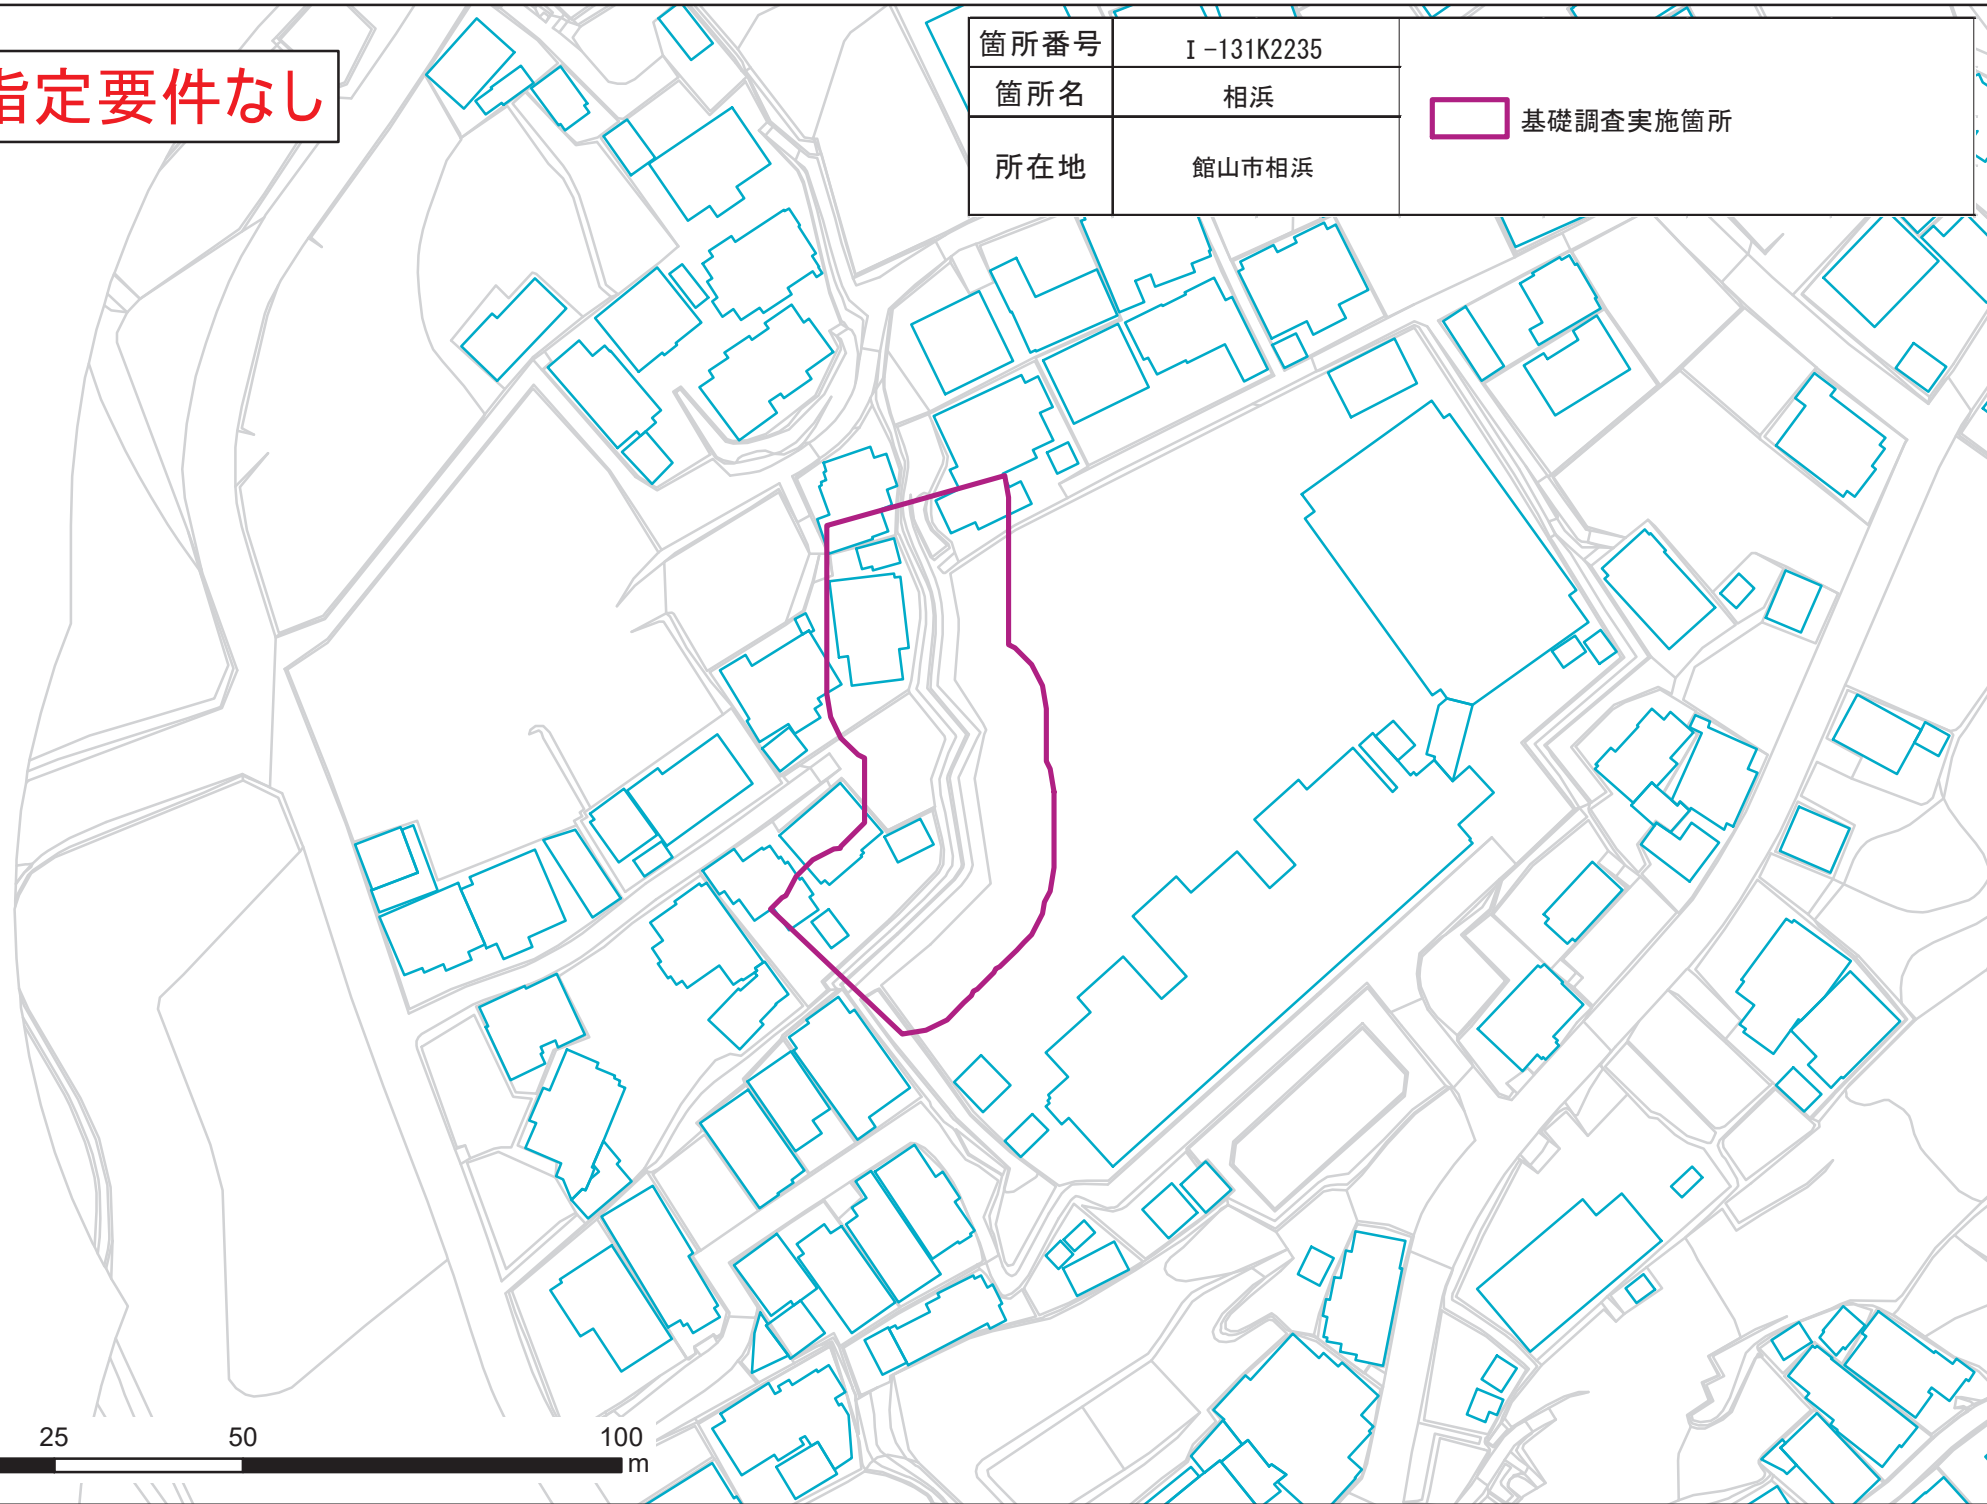 指定要件なし
箇所番号 Ⅰ-131K2235
箇所名 相浜
所在地 館山市相浜
基礎調査実施箇所
25 50 100
m